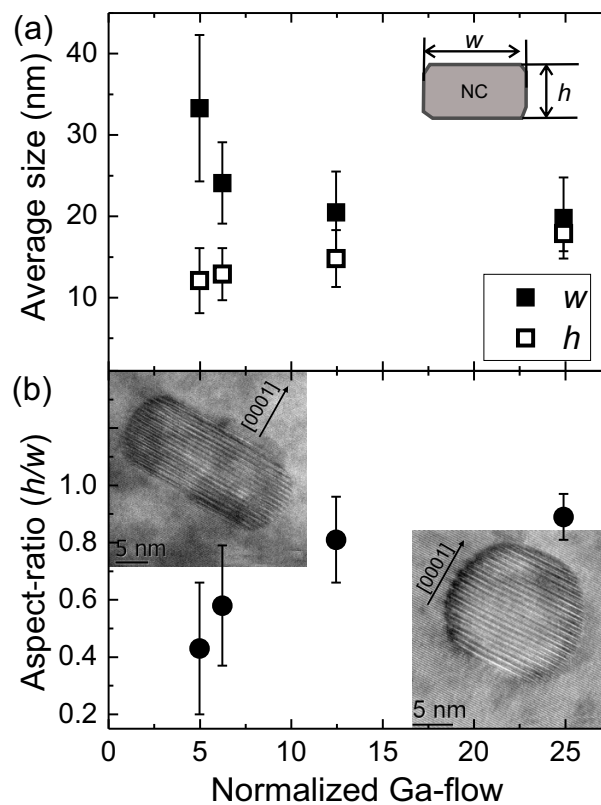 (a)
40
30
20
10
Average size (nm)
w
NC
h
w
h
(b)
1.0
0.8
0.6
0.4
0.2
Aspect-ratio (h/w)
[0001]
5 nm
[0001]
5 nm
0 5 10 15 20 25
Normalized Ga-flow